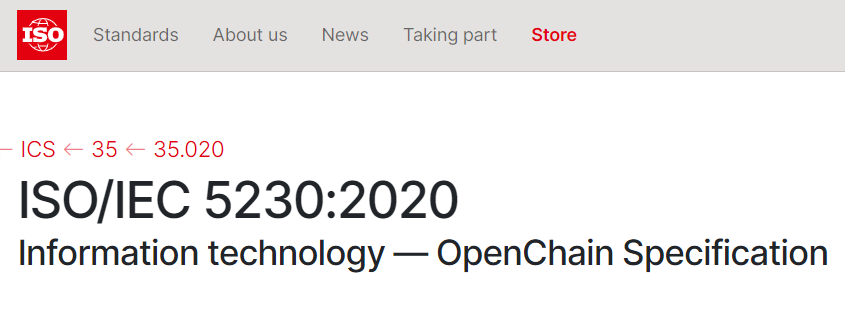 ISO Standards About us News Taking part Store
← ICS ← 35 ← 35.020
ISO/IEC 5230:2020
Information technology — OpenChain Specification